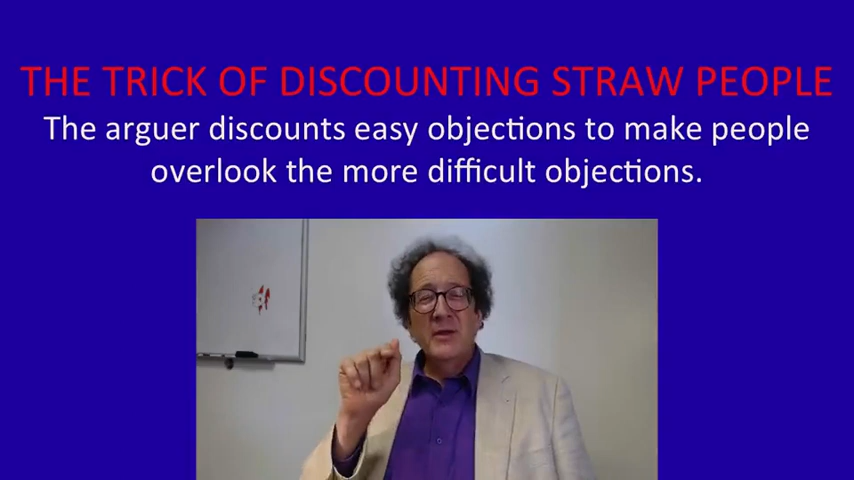 THE TRICK OF DISCOUNTING STRAW PEOPLE
The arguer discounts easy objections to make people
overlook the more difficult objections.